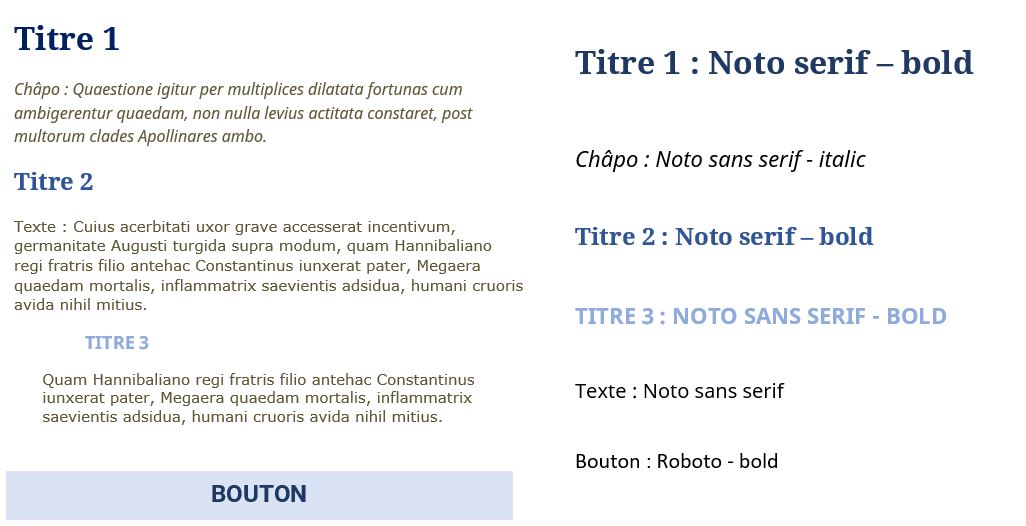 Titre 1
Châpo : Quaestione igitur per multiplices dilatata fortunas cum
ambigerentur quaedam, non nulla levius actitata constaret, post
multorum clades Apollinares ambo.
Titre 2
Texte : Cuius acerbitati uxor grave accesserat incentivum,
germanitate Augusti turgida supra modum, quam Hannibaliano
regi fratris filio antehac Constantinus iunxerat pater, Megaera
quaedam mortalis, inflammatrix saevientis adsidua, humani cruoris
avida nihil mitius.
TITRE 3
Quam Hannibaliano regi fratris filio antehac Constantinus
iunxerat pater, Megaera quaedam mortalis, inflammatrix
saevientis adsidua, humani cruoris avida nihil mitius.
BOUTON
Titre 1 : Noto serif – bold
Châpo : Noto sans serif - italic
Titre 2 : Noto serif – bold
TITRE 3 : NOTO SANS SERIF - BOLD
Texte : Noto sans serif
Bouton : Roboto - bold